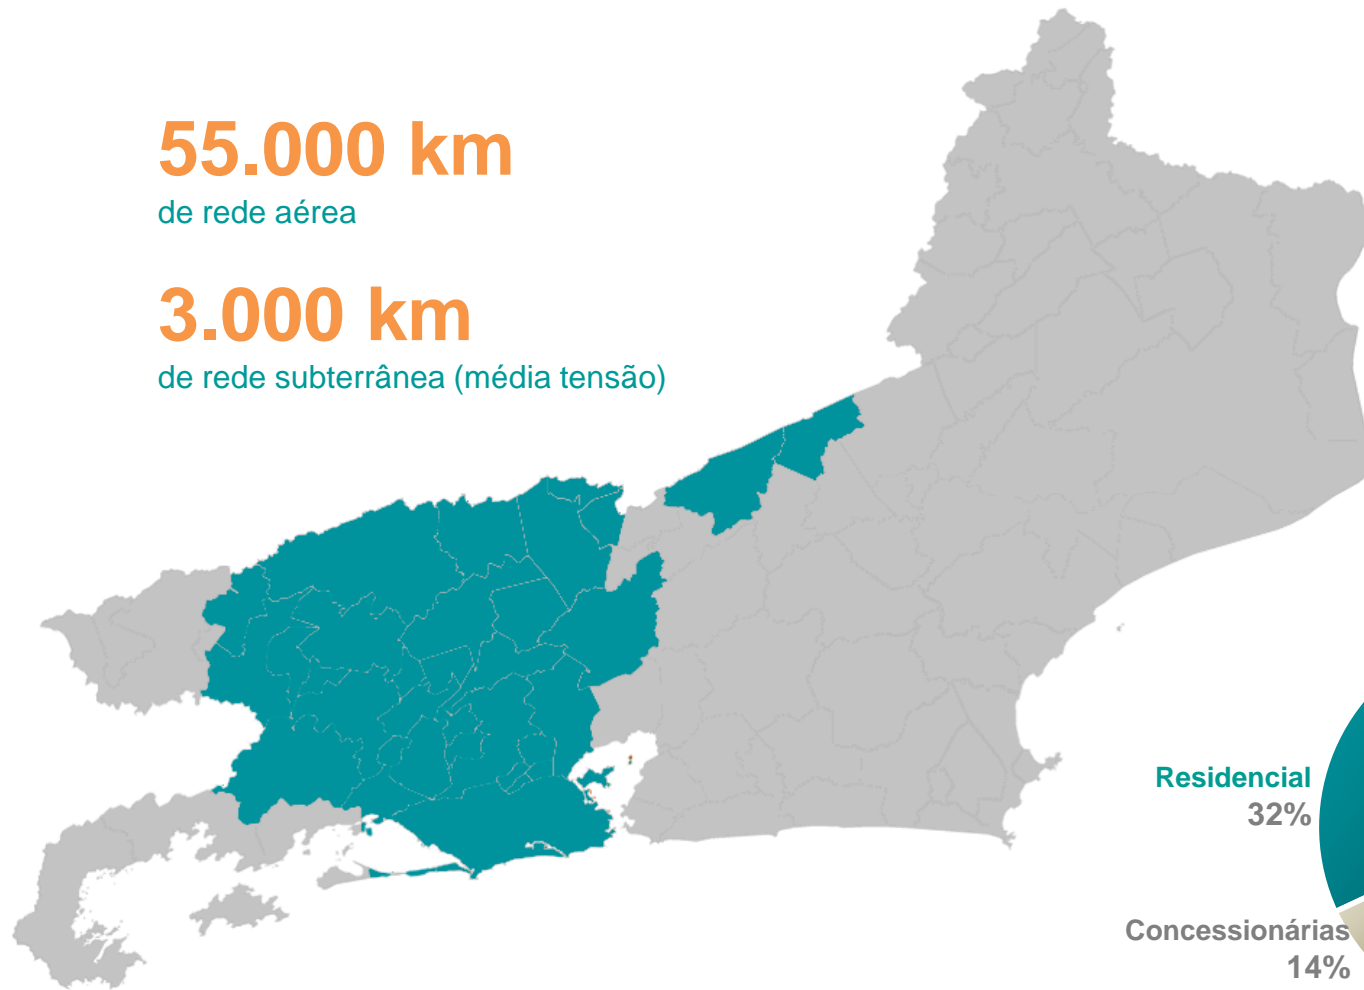 55.000 km
de rede aérea
3.000 km
de rede subterrânea (média tensão)
Residencial
32%
Concessionárias
14%